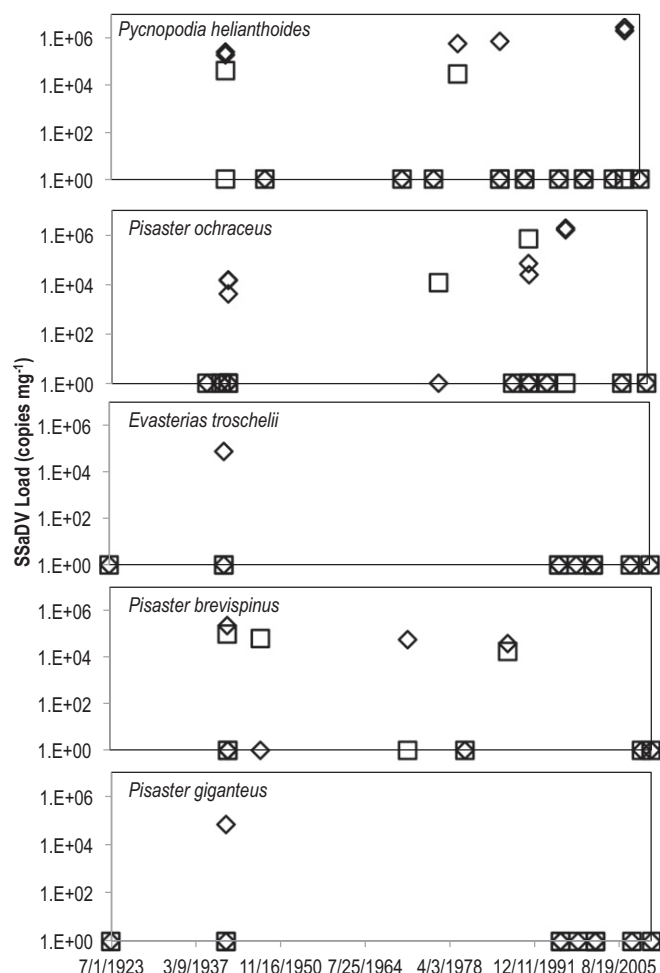 Pycnopodia helianthoides
1.E+06
1.E+04
1.E+02
1.E+00
Pisaster ochraceus
1.E+06
1.E+04
1.E+02
1.E+00
SSaDV Load (copies mg-1)
Evasterias troschelii
1.E+06
1.E+04
1.E+02
1.E+00
Pisaster brevispinus
1.E+06
1.E+04
1.E+02
1.E+00
Pisaster giganteus
1.E+06
1.E+04
1.E+02
1.E+00
7/1/1923 3/9/1937 11/16/1950 7/25/1964 4/3/1978 12/11/1991 8/19/2005